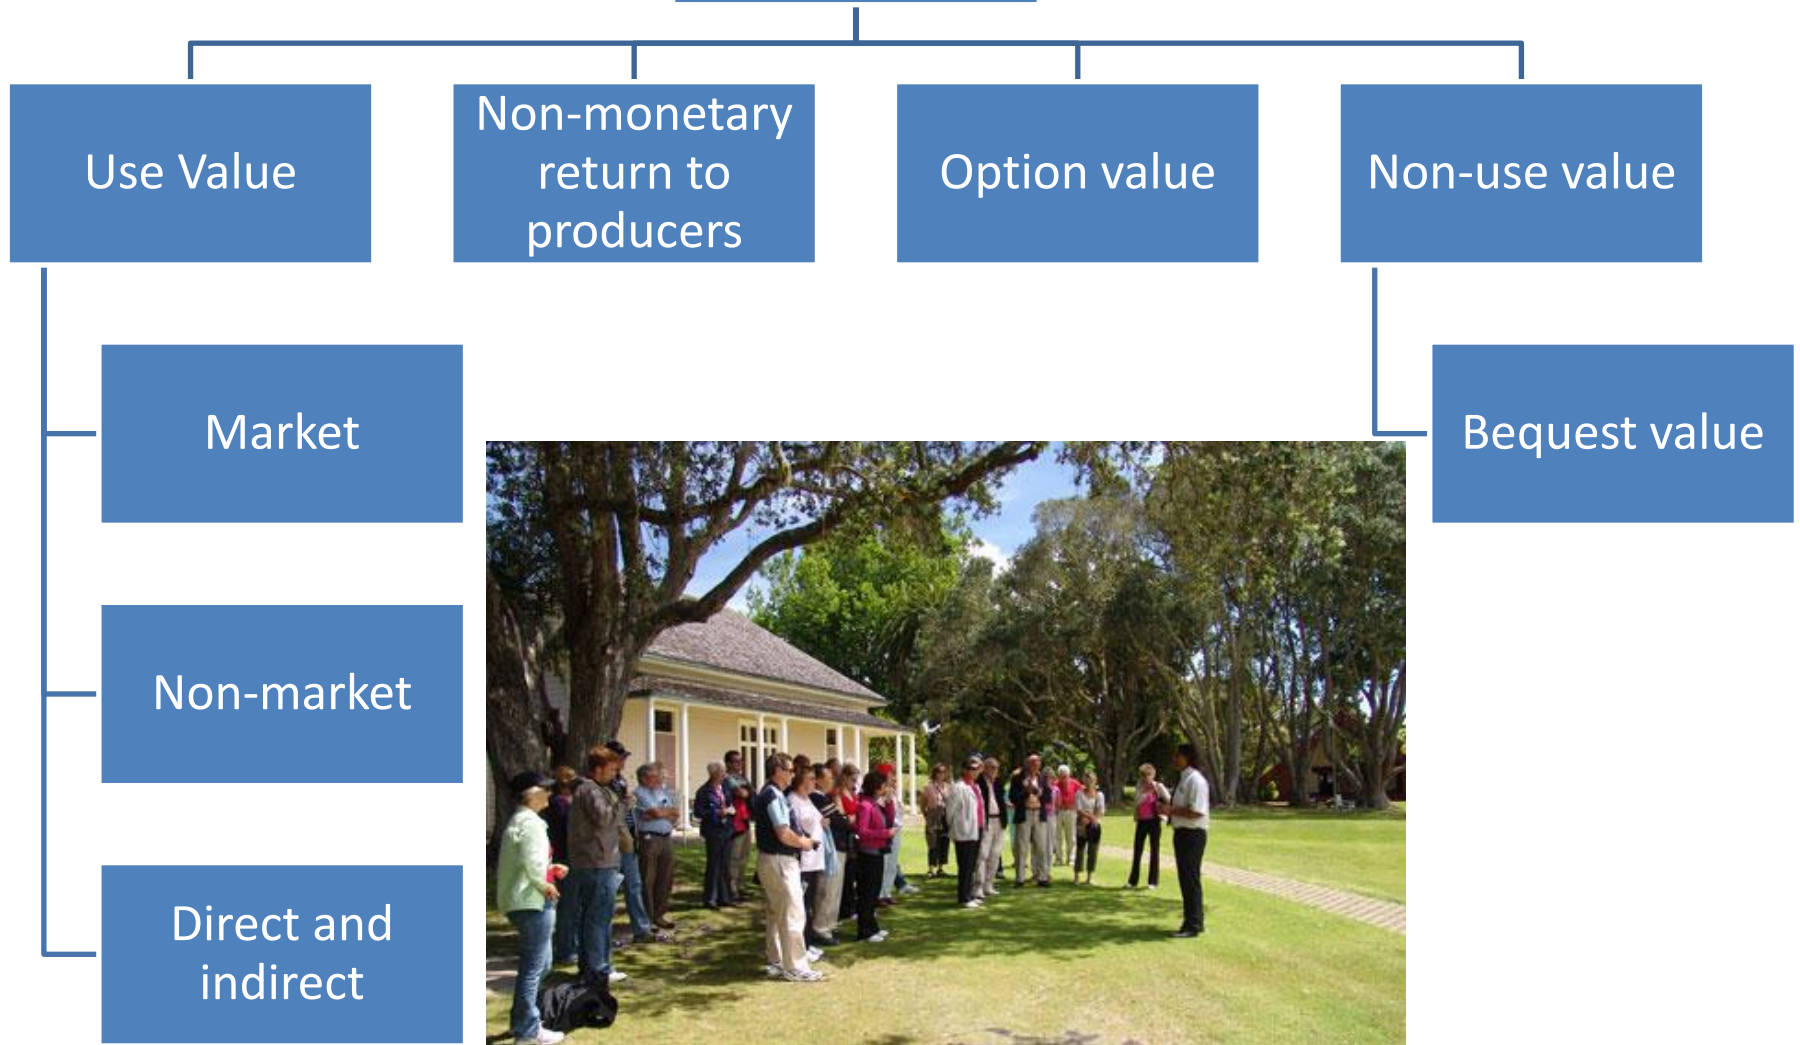 Use Value
Non-monetary
return to
producers
Option value
Non-use value
Market
Bequest value
Non-market
Direct and
indirect